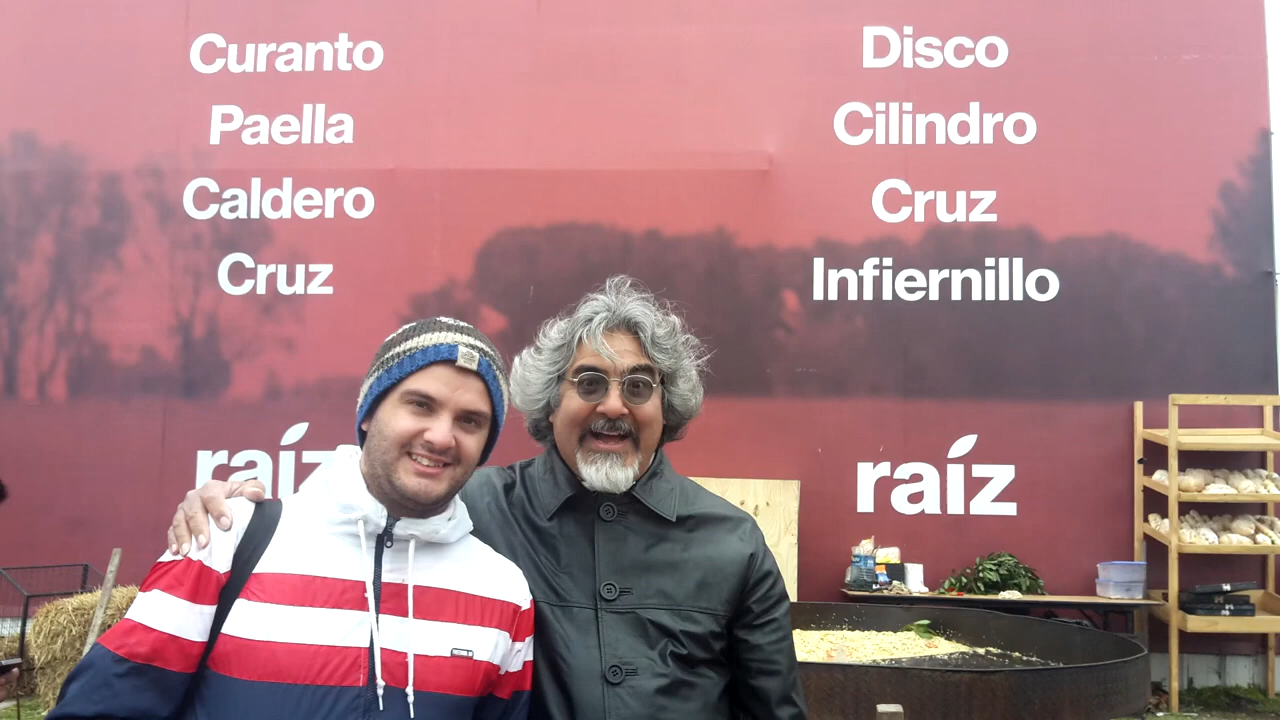 Curanto
Paella
Caldero
Cruz
raíz
Disco
Cilindro
Cruz
Infiernillo
raíz